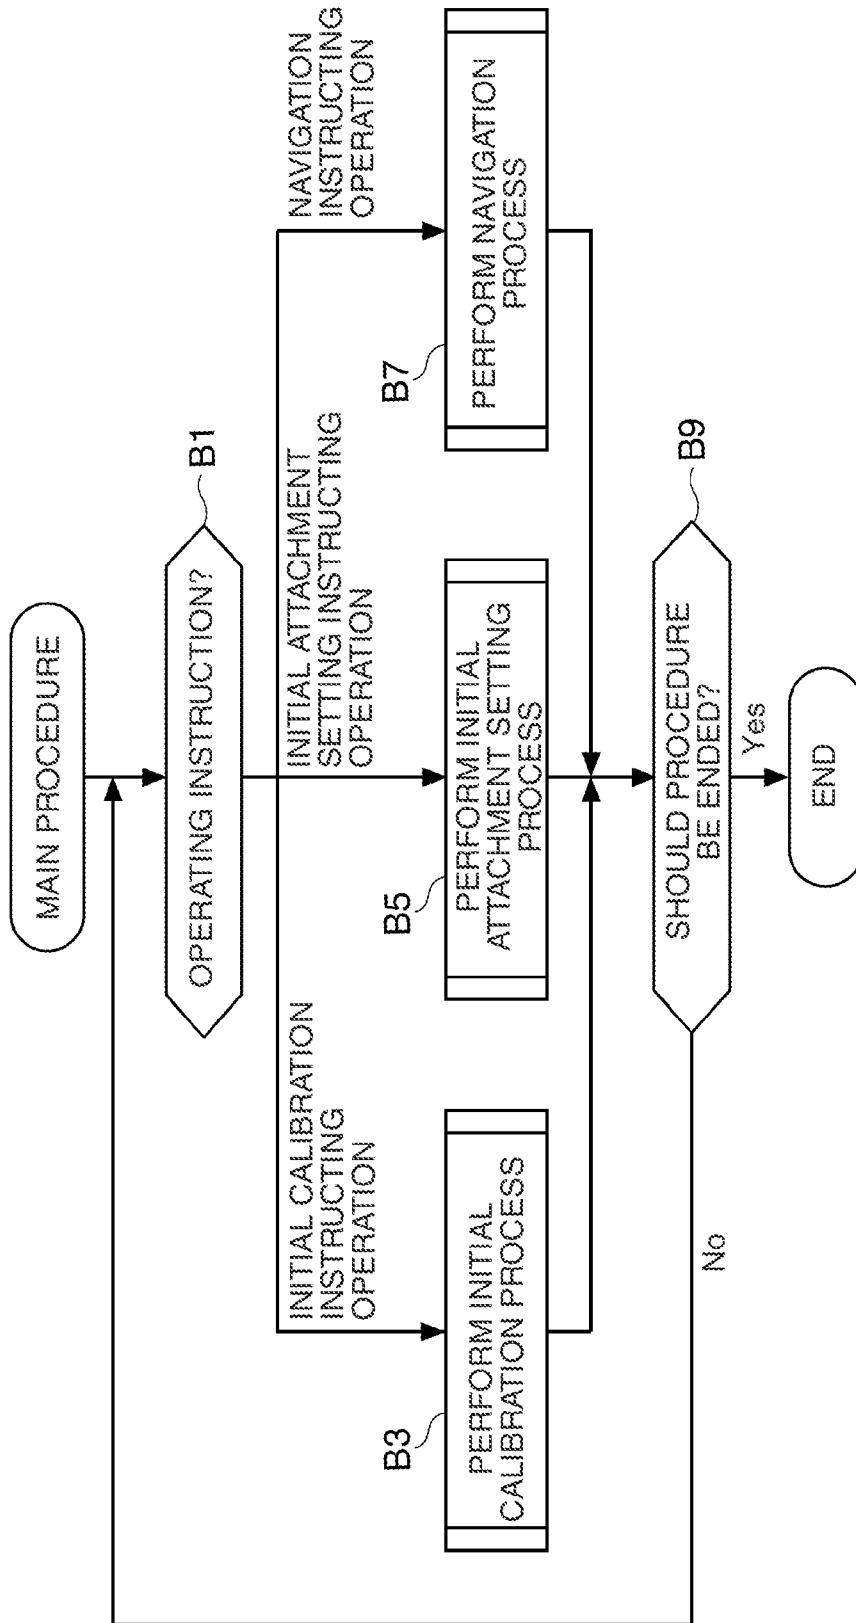 MAIN PROCEDURE
OPERATING INSTRUCTION?
B1
INITIAL CALIBRATION
INSTRUCTING
OPERATION
INITIAL ATTACHMENT
SETTING INSTRUCTING
OPERATION
NAVIGATION
INSTRUCTING
OPERATION
B3
PERFORM INITIAL
CALIBRATION PROCESS
B5
PERFORM INITIAL
ATTACHMENT SETTING
PROCESS
B7
PERFORM NAVIGATION
PROCESS
SHOULD PROCEDURE
BE ENDED?
B9
No
Yes
END